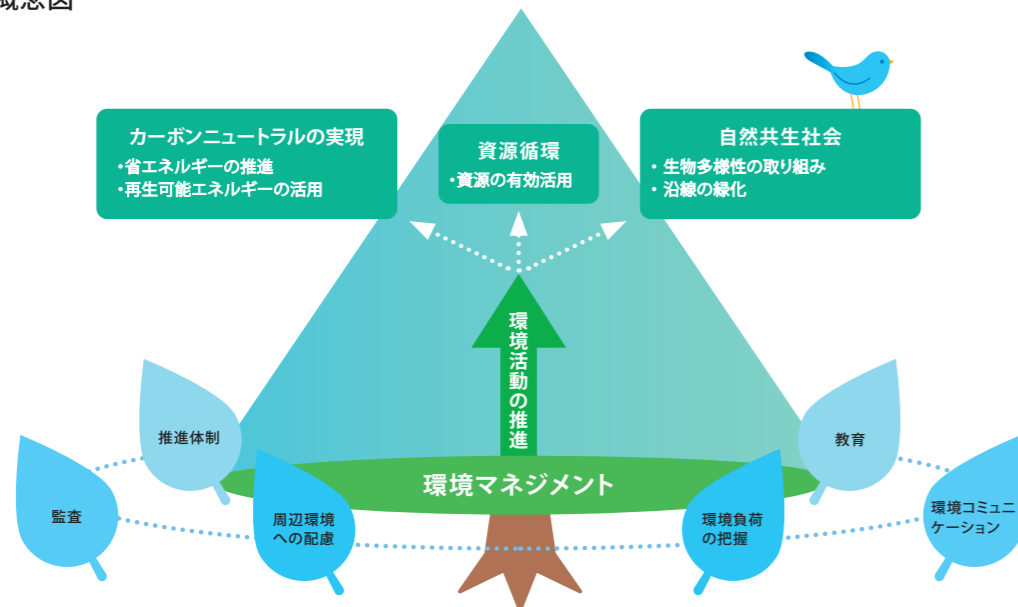 概念図
カーボンニュートラルの実現
・省エネルギーの推進
・再生可能エネルギーの活用
資源循環
・資源の有効活用
自然共生社会
・生物多様性の取り組み
・沿線の緑化
環境活動の推進
環境マネジメント
推進体制
監査
周辺環境
への配慮
環境負荷
の把握
教育
環境コミュニ
ケーション